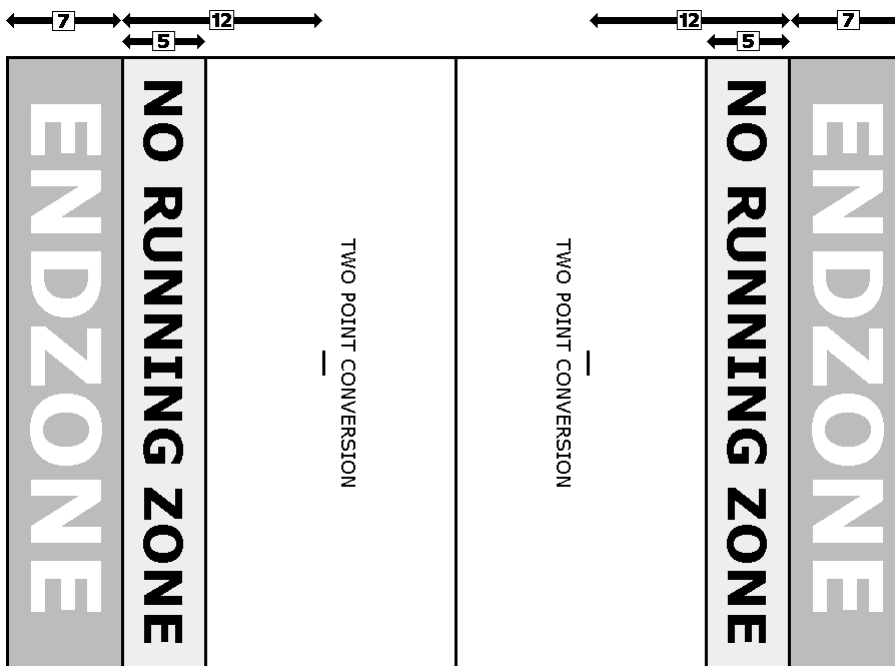 7 12 12 7
5 5
ENDZONE
NO RUNNING ZONE
TWO POINT CONVERSION
TWO POINT CONVERSION
NO RUNNING ZONE
ENDZONE